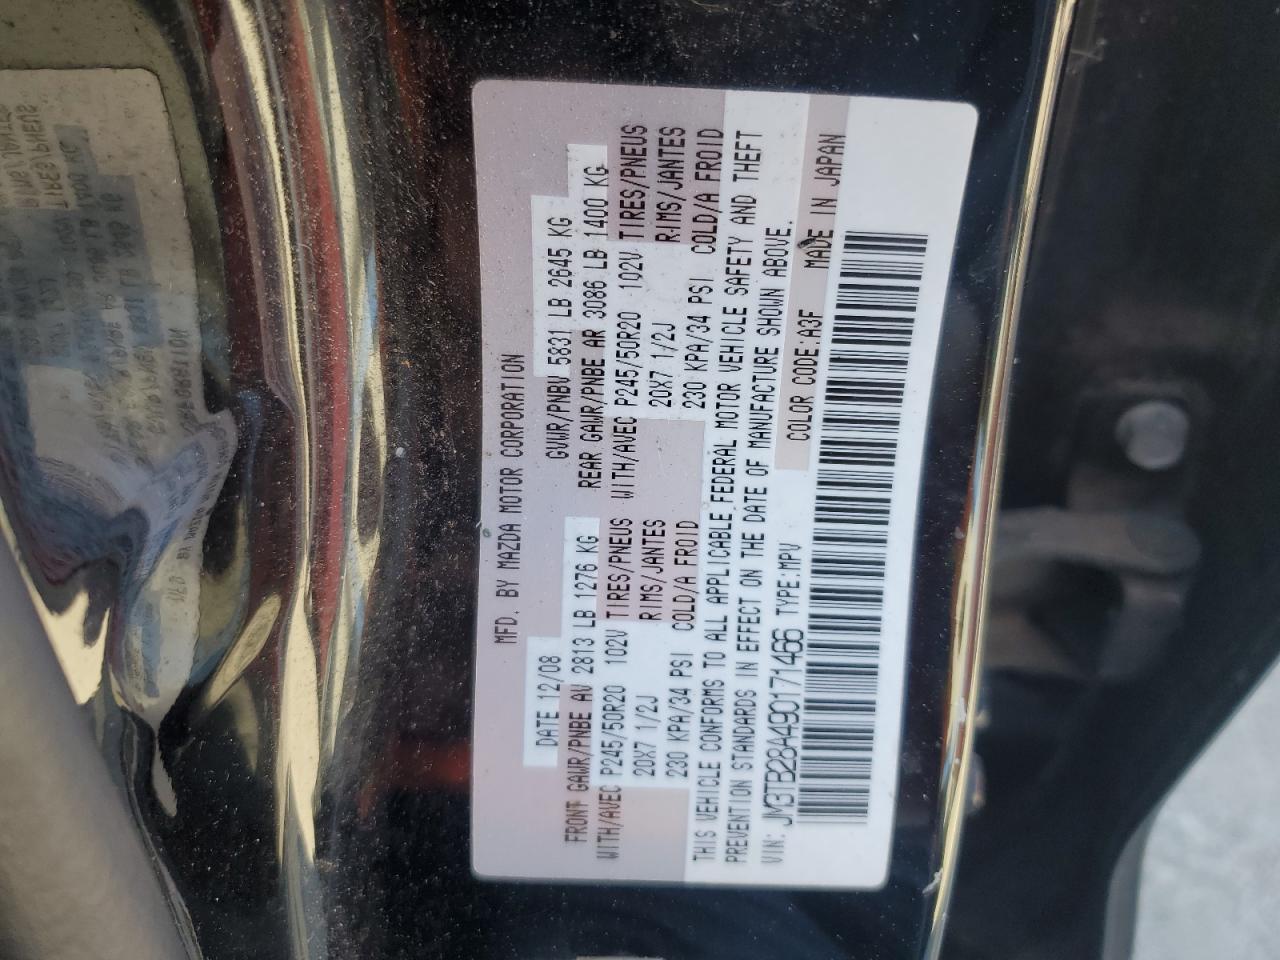 MFD. BY MAZDA MOTOR CORPORATION
DATE 12/08 GVWR/PNBV 5831 LB 2645 KG
FRONT GAWR/PNBE AV 2813 LB 1276 KG REAR GAWR/PNBE AR 3086 LB 1400 KG
WITH/AVEC P245/50R20 102V TIRES/PNEUS WITH/AVEC P245/50R20 102V TIRES/PNEUS
20X7 1/2J RIMS/JANTES 20X7 1/2J RIMS/JANTES
230 KPA/34 PSI COLD/A FROID 230 KPA/34 PSI COLD/A FROID
THIS VEHICLE CONFORMS TO ALL APPLICABLE FEDERAL MOTOR VEHICLE SAFETY AND THEFT
PREVENTION STANDARDS IN EFFECT ON THE DATE OF MANUFACTURE SHOWN ABOVE.
VIN: JM3TB28A490171466 TYPE:MPV COLOR CODE:A3F MADE IN JAPAN